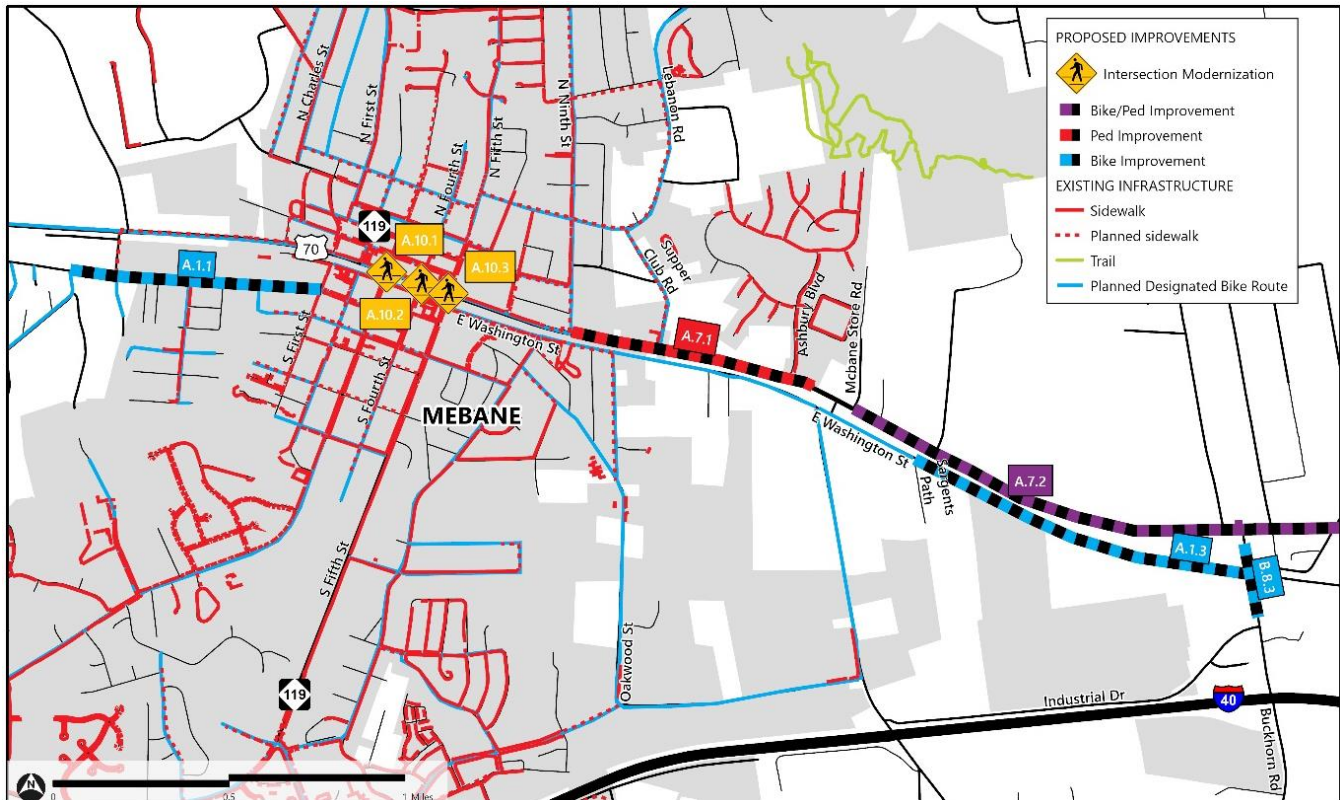 PROPOSED IMPROVEMENTS
Intersection Modernization
Bike/Ped Improvement
Ped Improvement
Bike Improvement
EXISTING INFRASTRUCTURE
Sidewalk
Planned sidewalk
Trail
Planned Designated Bike Route
N Charles St
N First St
N Fourth St
N Fifth St
N Ninth St
Lebanon Rd
Supper
Club Rd
Ashbury Blvd
Mcbane Store Rd
119
70
A.10.1
A.10.3
A.10.2
A.1.1
A.7.1
E Washington St
S First St
S Fourth St
MEBANE
E Washington St
Sargents
Path
A.7.2
A.1.3
B.8.3
S Fifth St
Oakwood St
119
Industrial Dr
40
Buckhorn Rd
N
0
0.5
1 Miles